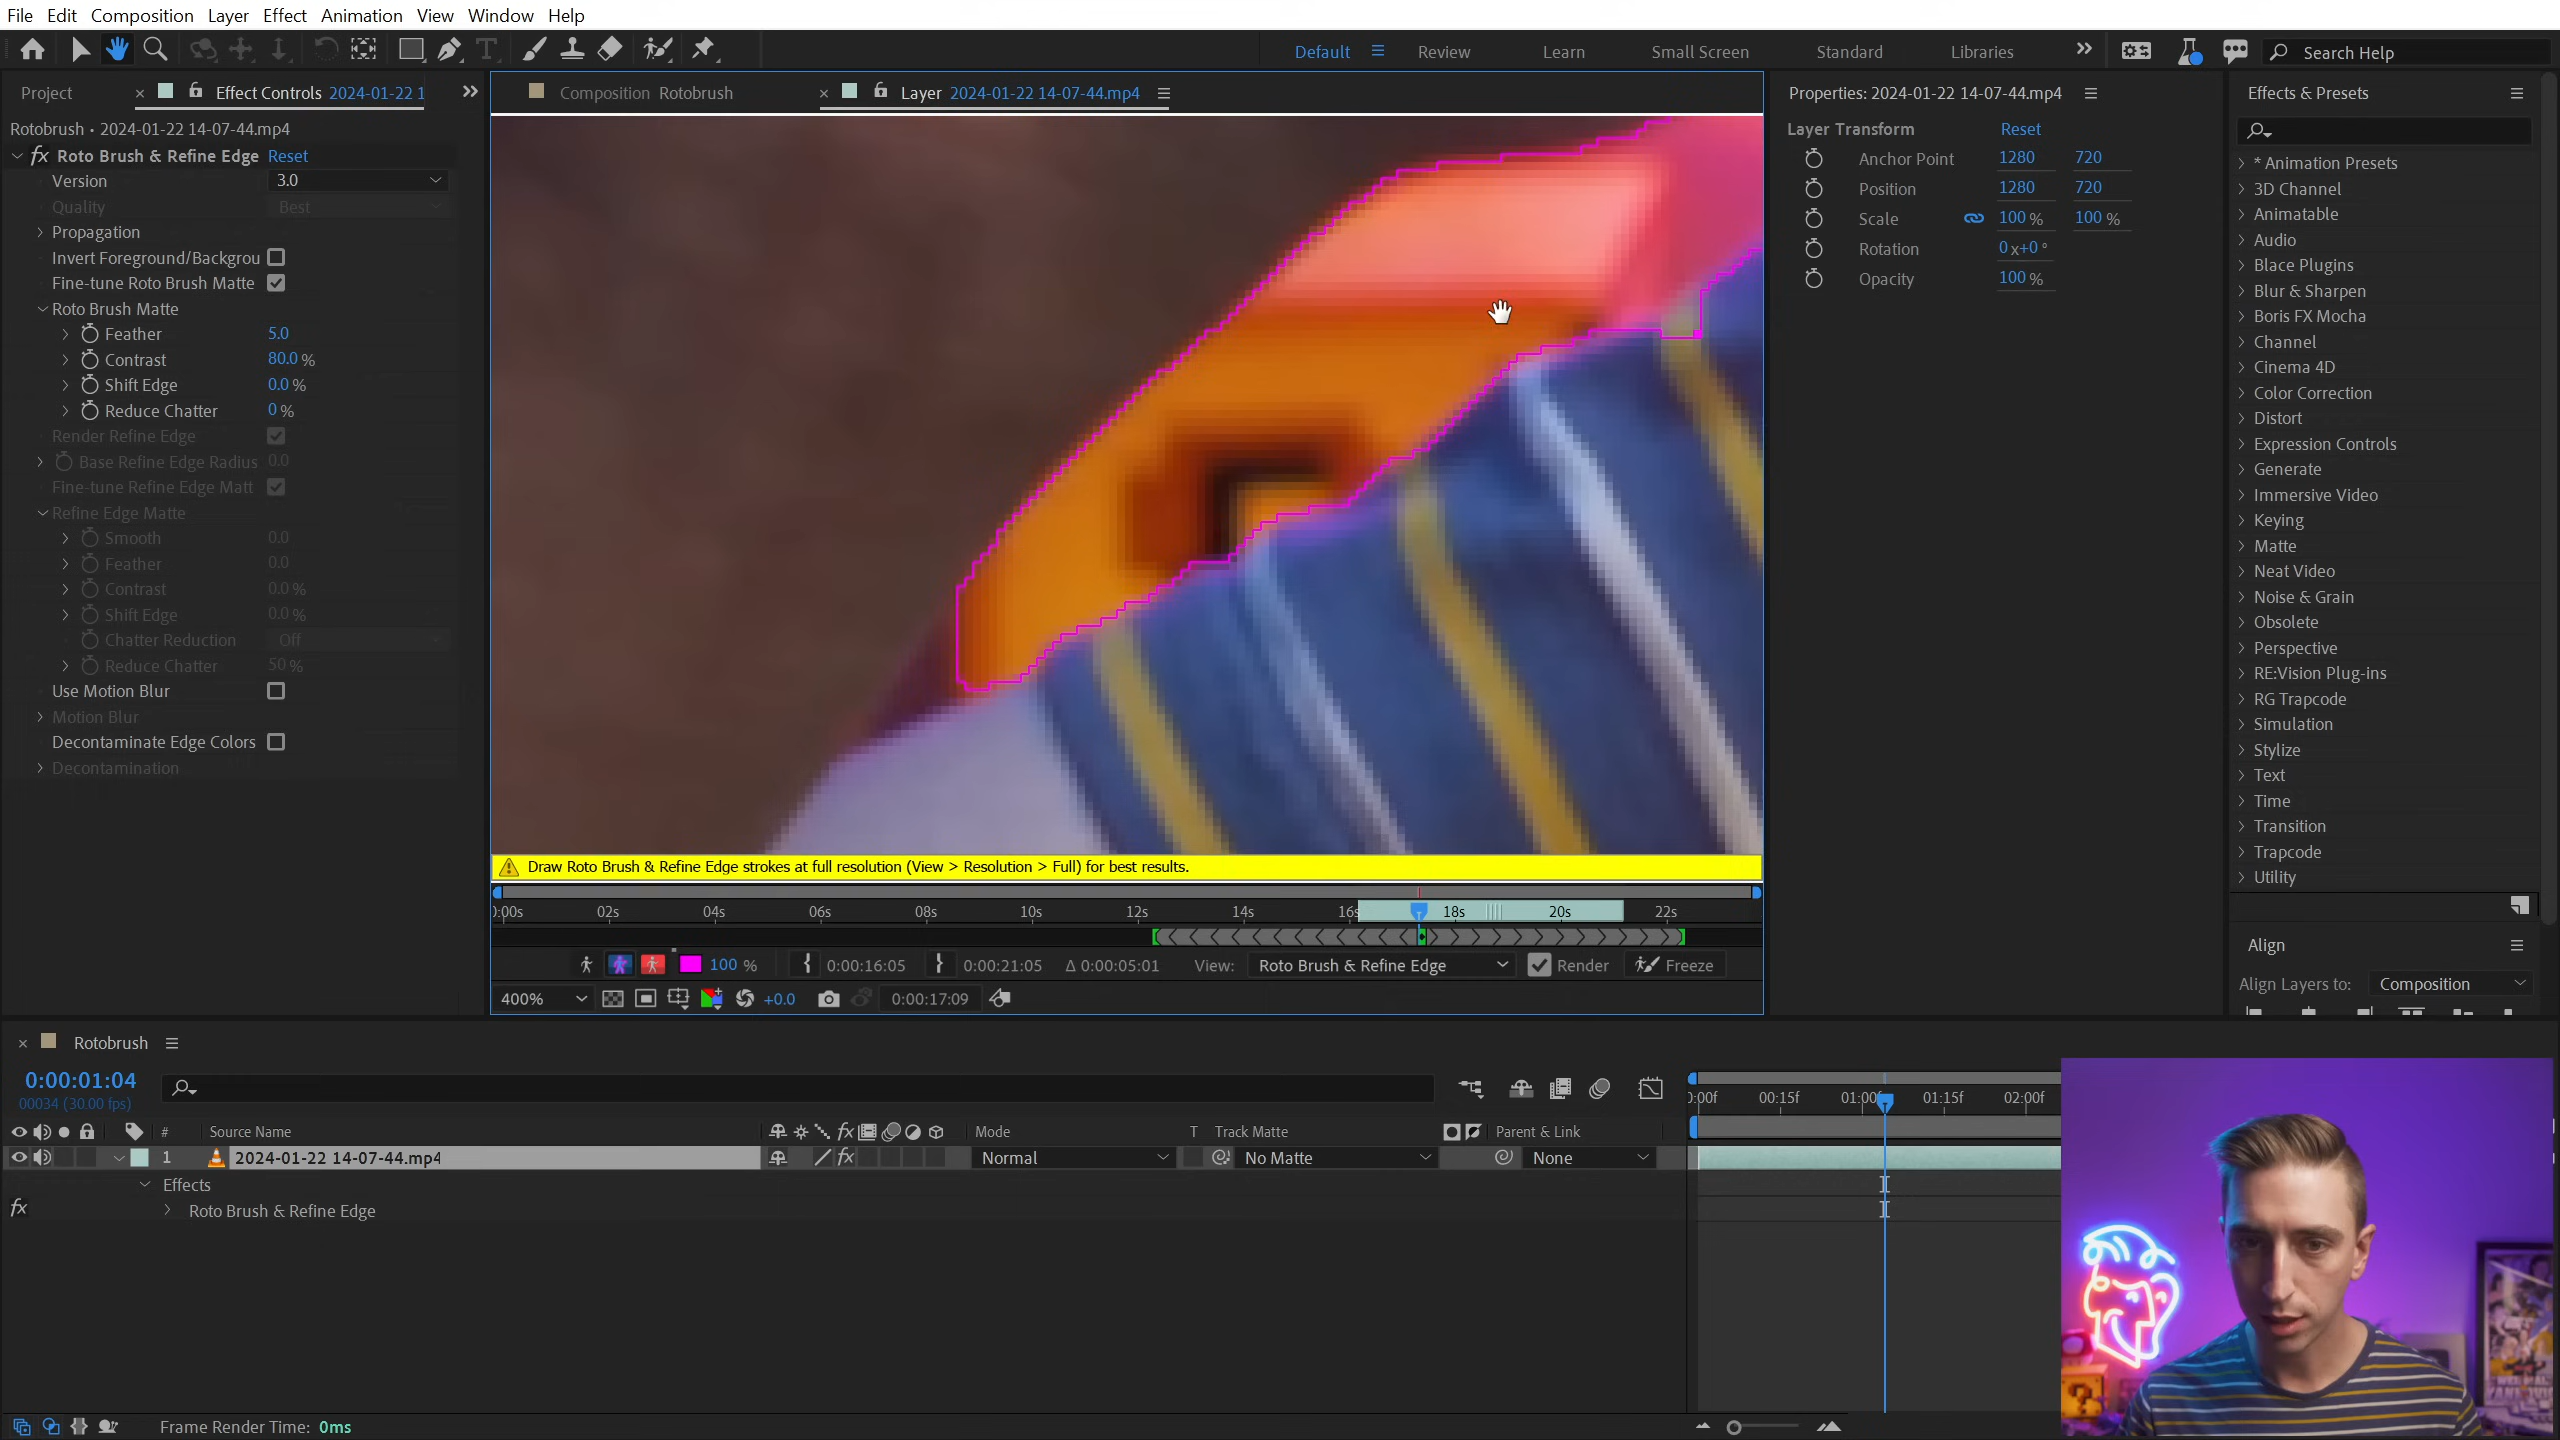 File Edit Composition Layer Effect Animation View Window Help
Default Review Learn Small Screen Standard Libraries Search Help
Project Effect Controls 2024-01-22 1
Composition Rotobrush Layer 2024-01-22 14-07-44.mp4
Properties: 2024-01-22 14-07-44.mp4
Effects & Presets
Rotobrush • 2024-01-22 14-07-44.mp4
fx Roto Brush & Refine Edge Reset
Version 3.0
Quality Best
Propagation
Invert Foreground/Backgrou
Fine-tune Roto Brush Matte
Roto Brush Matte
Feather 5.0
Contrast 80.0 %
Shift Edge 0.0 %
Reduce Chatter 0 %
Render Refine Edge
Base Refine Edge Radius 0.0
Fine-tune Refine Edge Matt
Refine Edge Matte
Smooth 0.0
Feather 0.0
Contrast 0.0 %
Shift Edge 0.0 %
Chatter Reduction Off
Reduce Chatter 50 %
Use Motion Blur
Motion Blur
Decontaminate Edge Colors
Decontamination
Layer Transform Reset
Anchor Point 1280 720
Position 1280 720
Scale 100 % 100 %
Rotation 0 x+0 °
Opacity 100 %
* Animation Presets
3D Channel
Animatable
Audio
Blace Plugins
Blur & Sharpen
Boris FX Mocha
Channel
Cinema 4D
Color Correction
Distort
Expression Controls
Generate
Immersive Video
Keying
Matte
Neat Video
Noise & Grain
Obsolete
Perspective
RE:Vision Plug-ins
RG Trapcode
Simulation
Stylize
Text
Time
Transition
Trapcode
Utility
Align
Align Layers to: Composition
Draw Roto Brush & Refine Edge strokes at full resolution (View > Resolution > Full) for best results.
):00s 02s 04s 06s 08s 10s 12s 14s 16s 18s 20s 22s
100 % 0:00:16:05 0:00:21:05 Δ 0:00:05:01 View: Roto Brush & Refine Edge Render Freeze
400% +0.0 0:00:17:09
Rotobrush
0:00:01:04
00034 (30.00 fps)
):00f 00:15f 01:00f 01:15f 02:00f
# Source Name fx Mode T Track Matte Parent & Link
1 2024-01-22 14-07-44.mp4 fx Normal No Matte None
Effects
fx Roto Brush & Refine Edge
Frame Render Time: 0ms